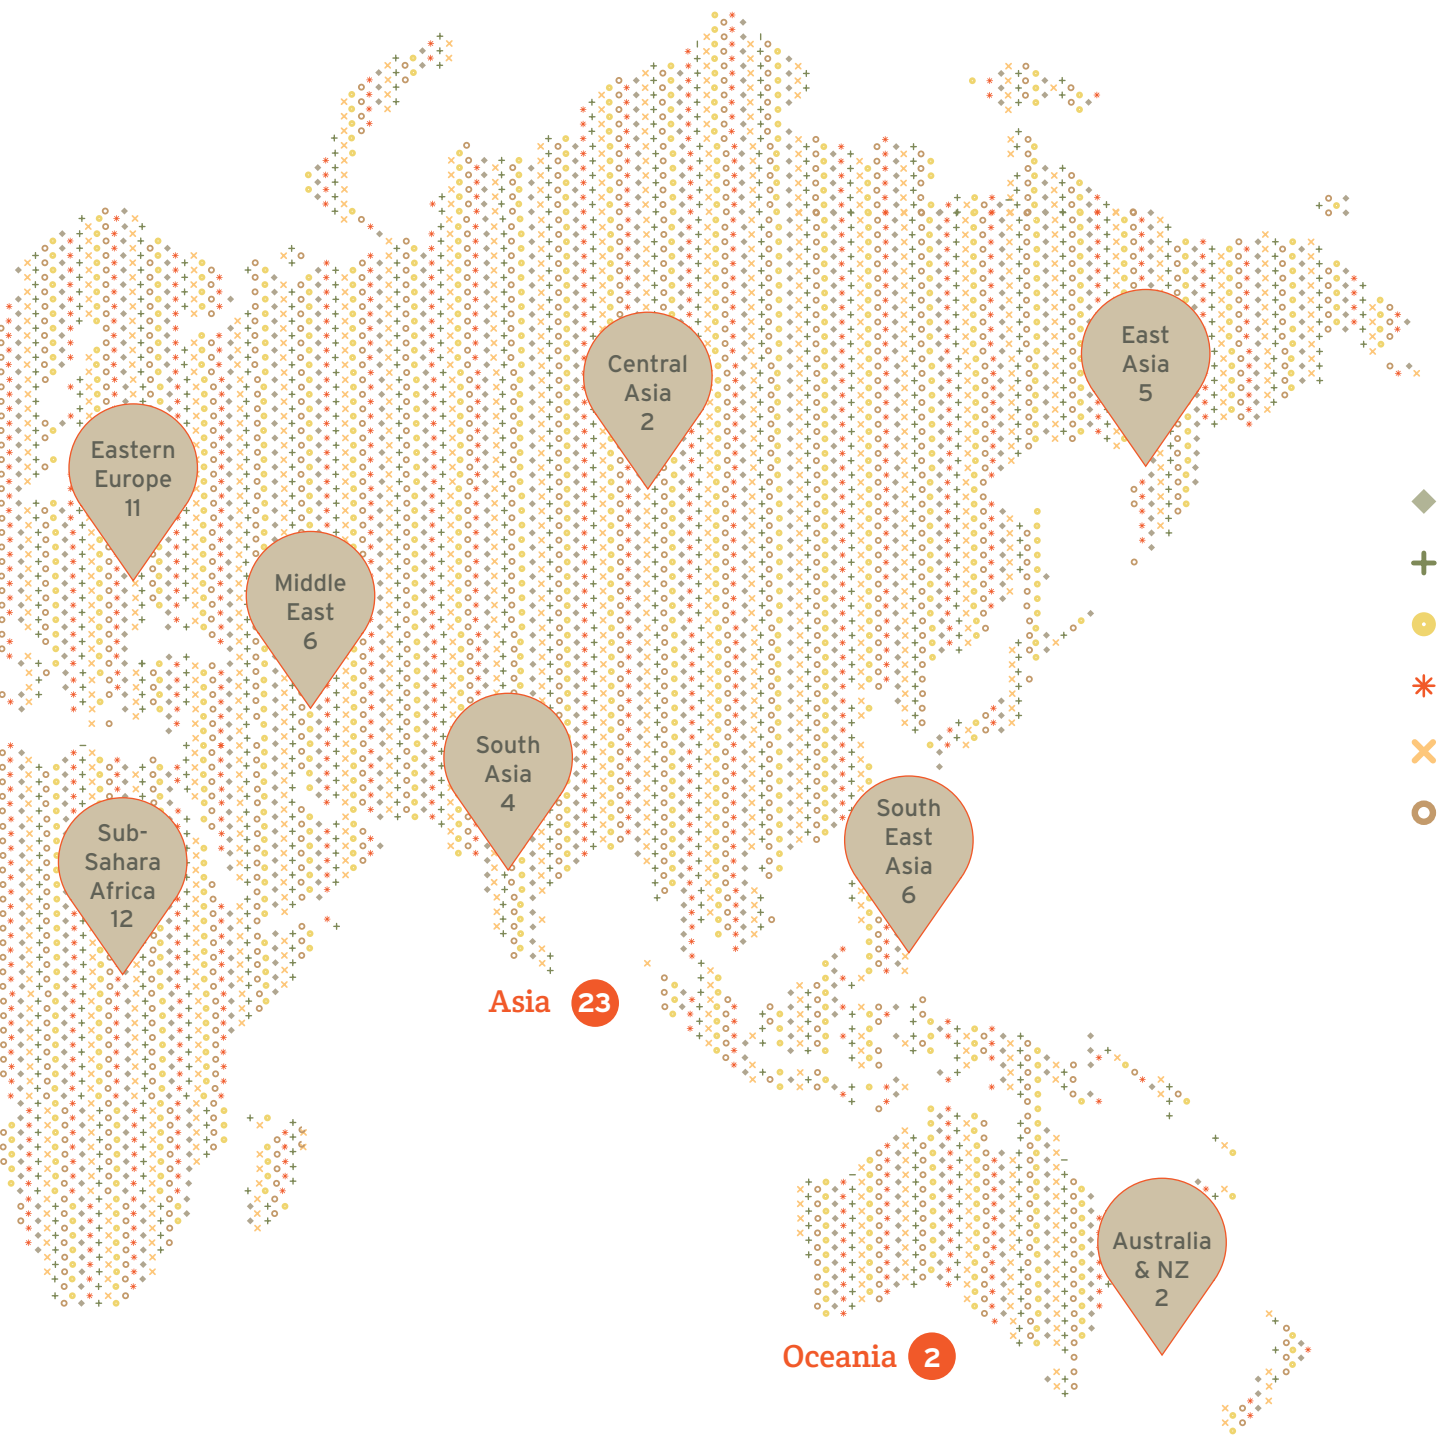 East
Asia
5
Central
Asia
2
Eastern
Europe
11
Middle
East
6
South
Asia
4
South
East
Asia
6
Sub-
Sahara
Africa
12
Asia 23
Australia
& NZ
2
Oceania 2